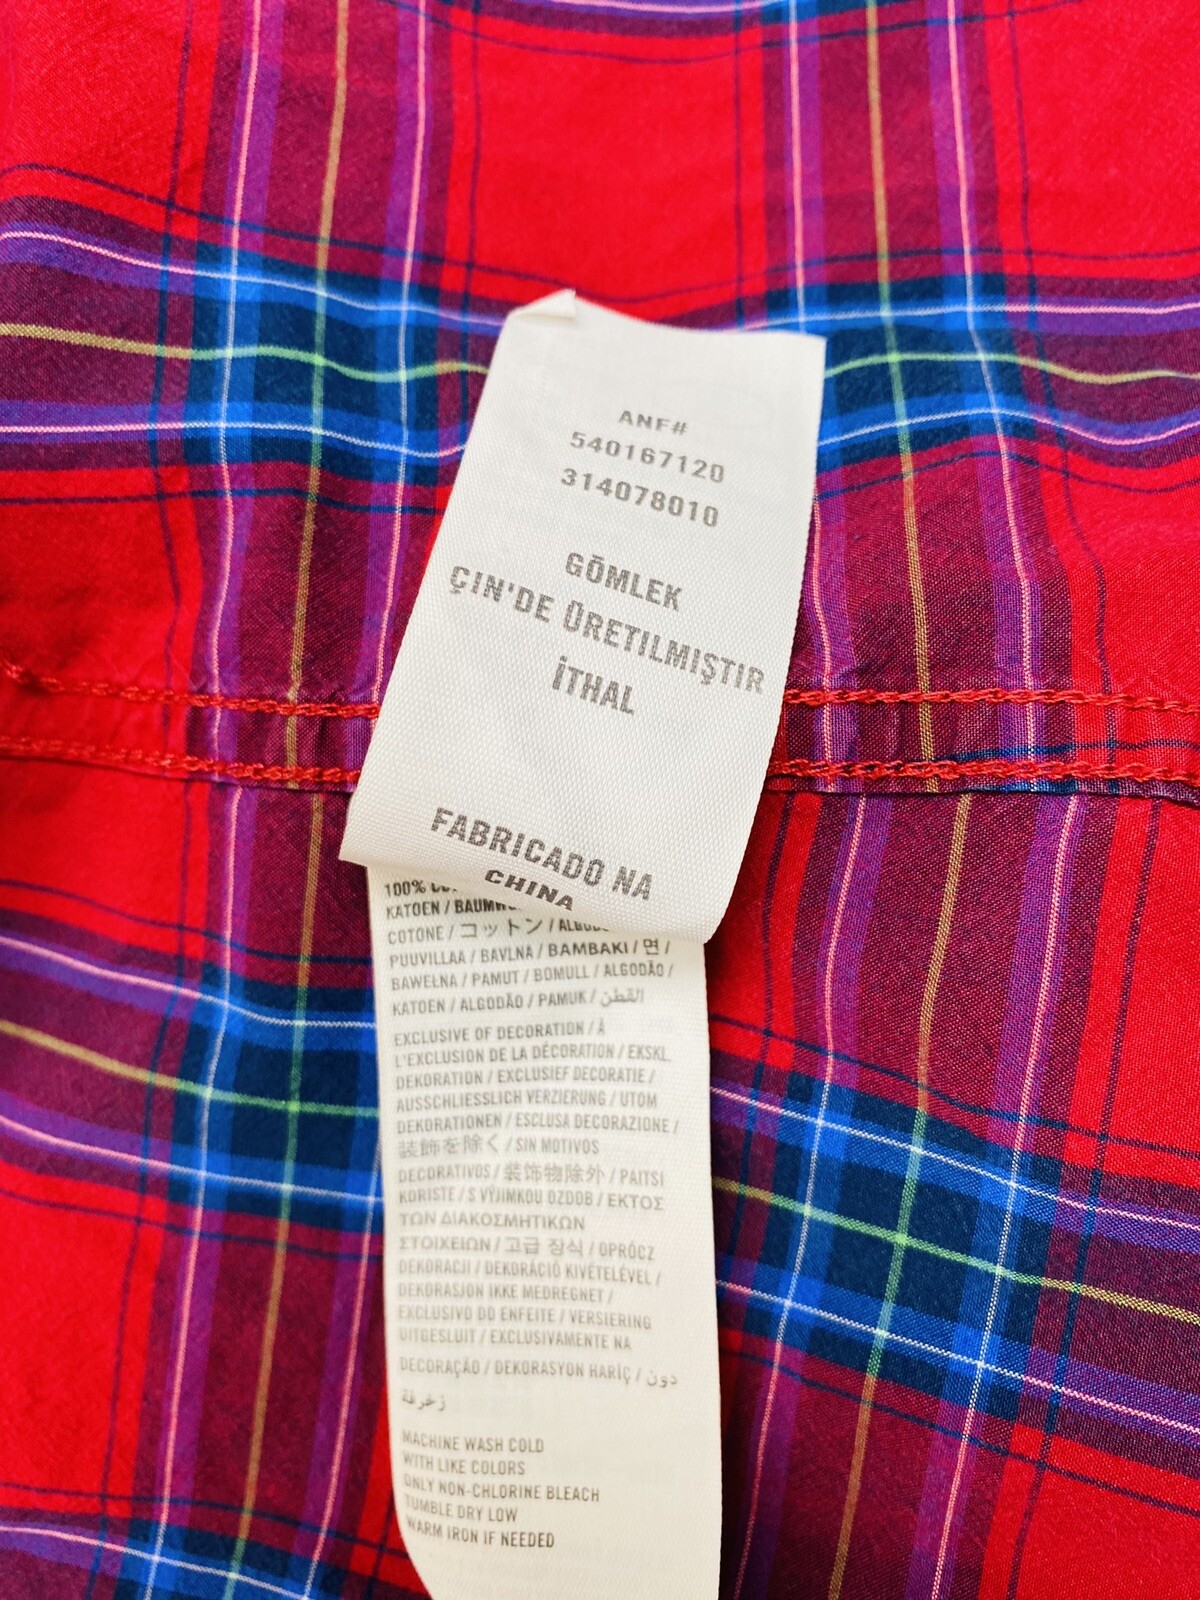 ANF#
540167120
314078010
GÖMLEK
ÇIN'DE ÜRETILMIŞTIR
İTHAL
FABRICADO NA
CHINA
100%
KATOEN /
COTONE / コットン /
PUUVILLAA / BAVLNA / BAMBAKI / 면 /
BAWEŁNA / PAMUT / BOMULL / ALGODÃO /
KATOEN / ALGODÃO / PAMUK / القطن
EXCLUSIVE OF DECORATION / À
L'EXCLUSION DE LA DÉCORATION / EKSKL.
DEKORATION / EXCLUSIEF DECORATIE /
AUSSCHLIESSLICH VERZIERUNG / UTOM
DEKORATIONEN / ESCLUSA DECORAZIONE /
装飾を除く / SIN MOTIVOS
DECORATIVOS / 装饰物除外 / PAITSI
KORISTE / S VÝJIMKOU OZDOB / ΕΚΤΟΣ
ΤΩΝ ΔΙΑΚΟΣΜΗΤΙΚΩΝ
ΣΤΟΙΧΕΙΩΝ / 고급 장식 / OPRÓCZ
DEKORACJI / DEKORÁCIÓ KIVÉTELÉVEL /
DEKORASJON IKKE MEDREGNET /
EXCLUSIVO DO ENFEITE / VERSIERING
UITGESLUIT / EXCLUSIVAMENTE NA
DECORAÇÃO / DEKORASYON HARİÇ / دون
زخرفة
MACHINE WASH COLD
WITH LIKE COLORS
ONLY NON-CHLORINE BLEACH
TUMBLE DRY LOW
WARM IRON IF NEEDED